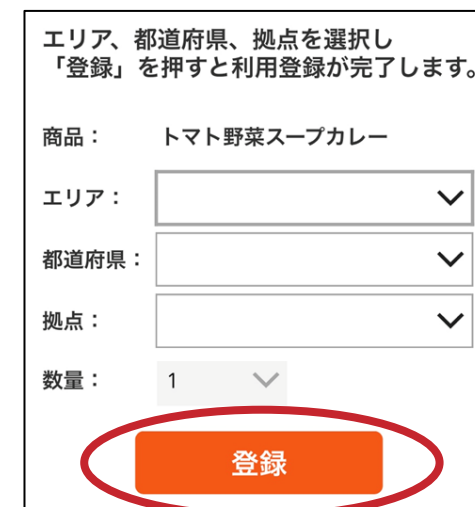 エリア、都道府県、拠点を選択し
「登録」を押すと利用登録が完了します。
商品： トマト野菜スープカレー
エリア：
都道府県：
拠点：
数量： 1
登録